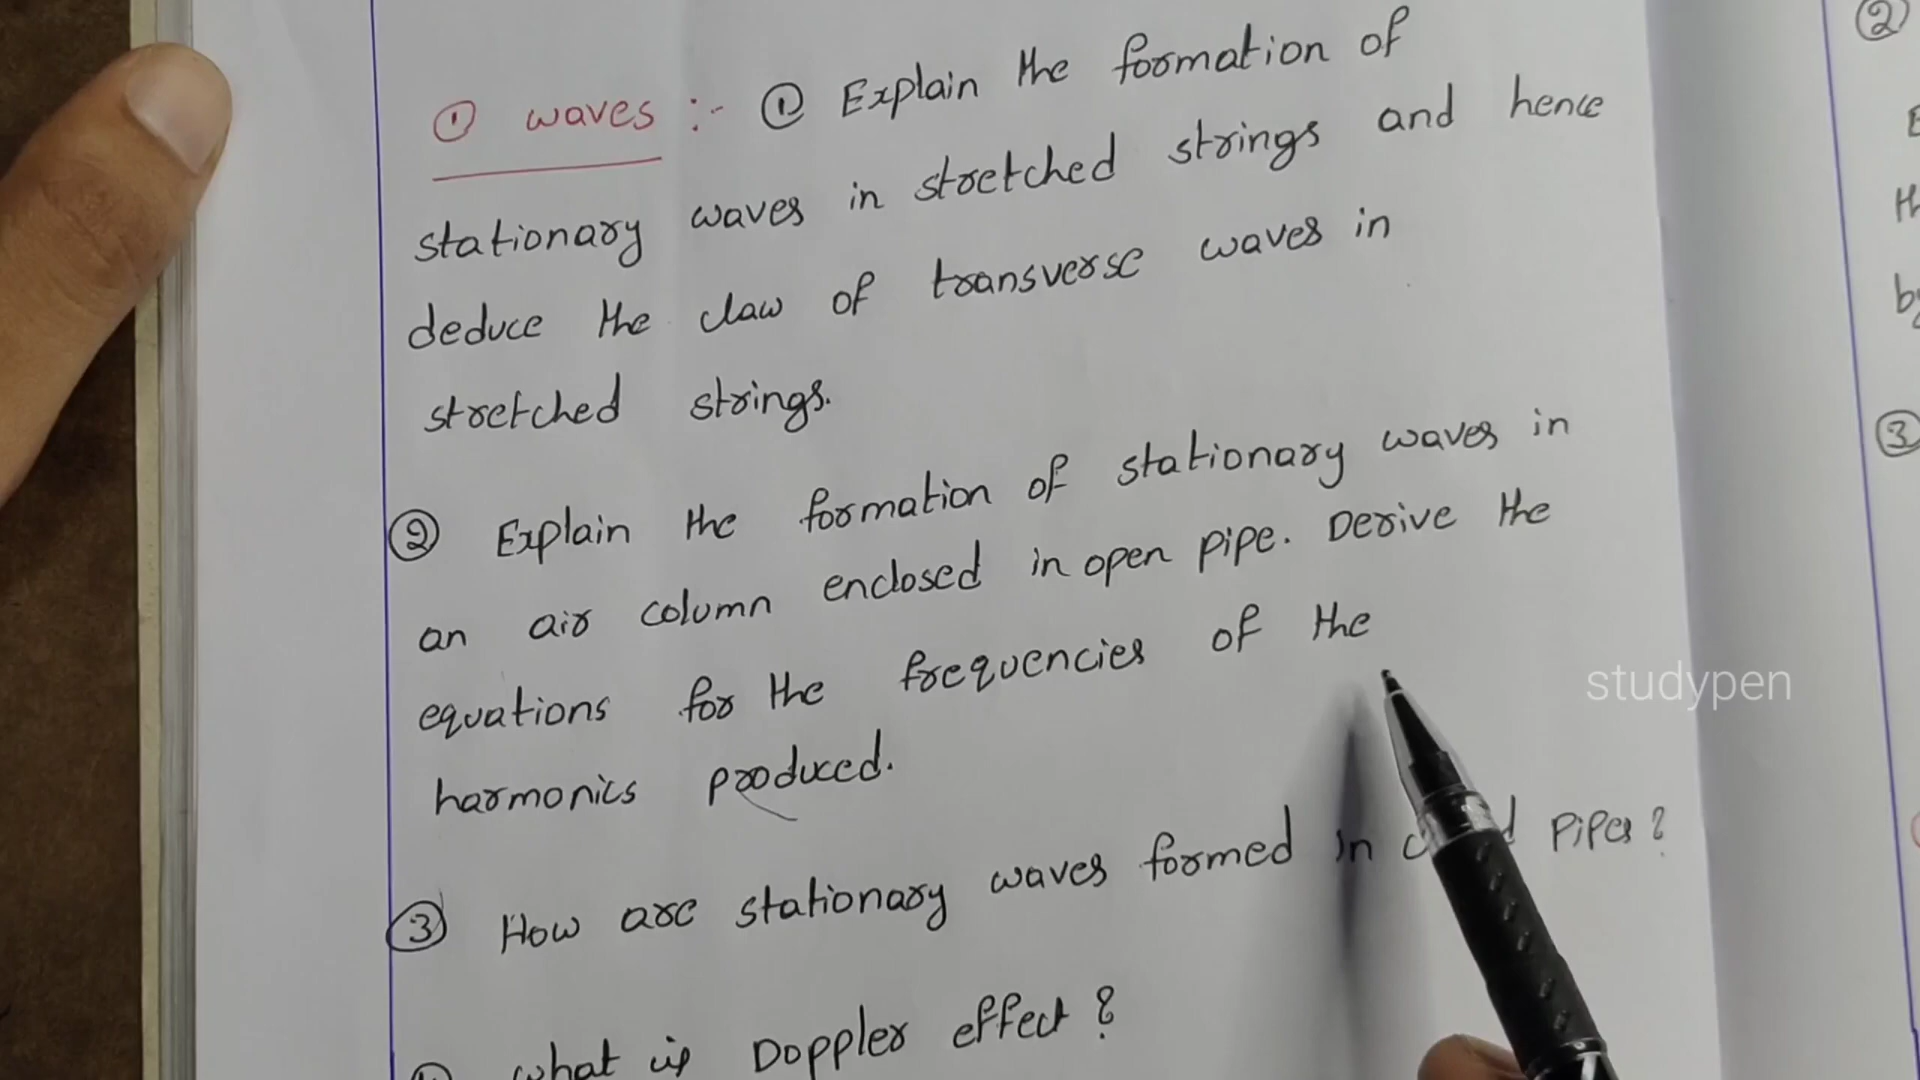 ① waves :- ① Explain the formation of
stationary waves in stretched strings and hence
deduce the claw of transverse waves in
stretched strings.
② Explain the formation of stationary waves in
an air column enclosed in open pipe. Derive the
equations for the frequencies of the
harmonics produced.
③ How are stationary waves formed in pipes?
what is Doppler effect?
studypen
②
③